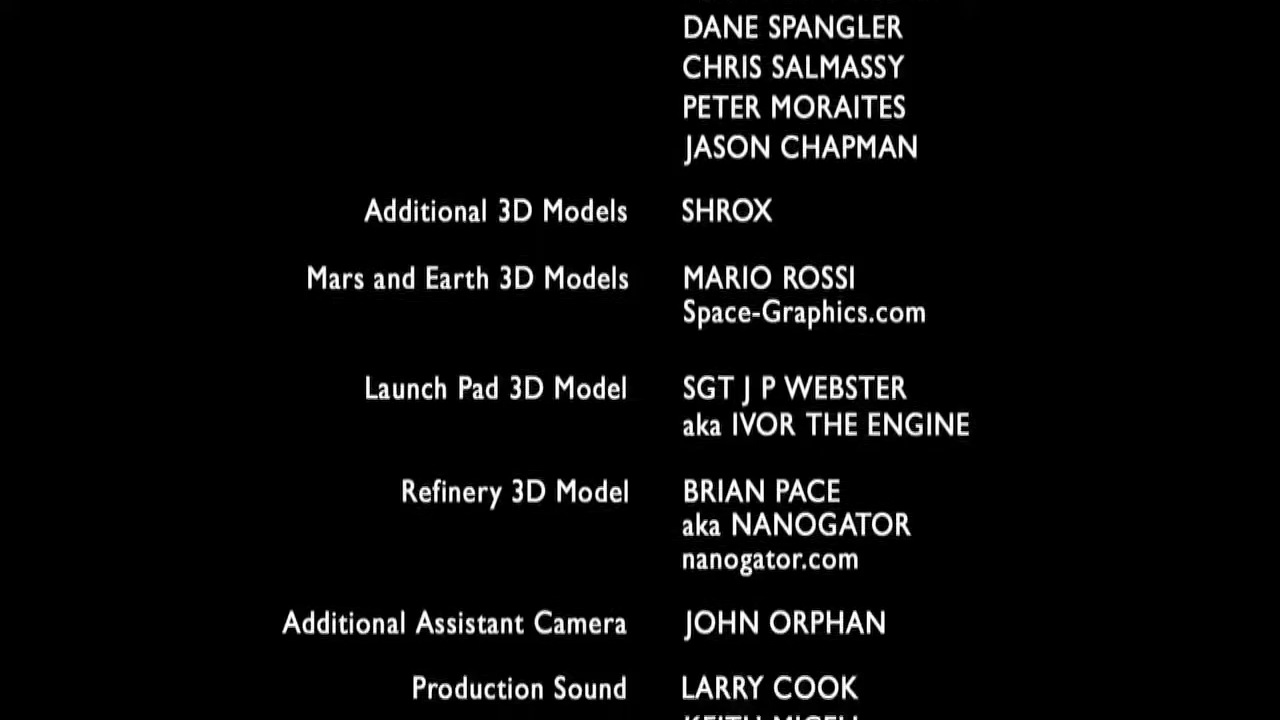 DANE SPANGLER
CHRIS SALMASSY
PETER MORAITES
JASON CHAPMAN
Additional 3D Models SHROX
Mars and Earth 3D Models MARIO ROSSI
Space-Graphics.com
Launch Pad 3D Model SGT J P WEBSTER
aka IVOR THE ENGINE
Refinery 3D Model BRIAN PACE
aka NANOGATOR
nanogator.com
Additional Assistant Camera JOHN ORPHAN
Production Sound LARRY COOK
KEITH